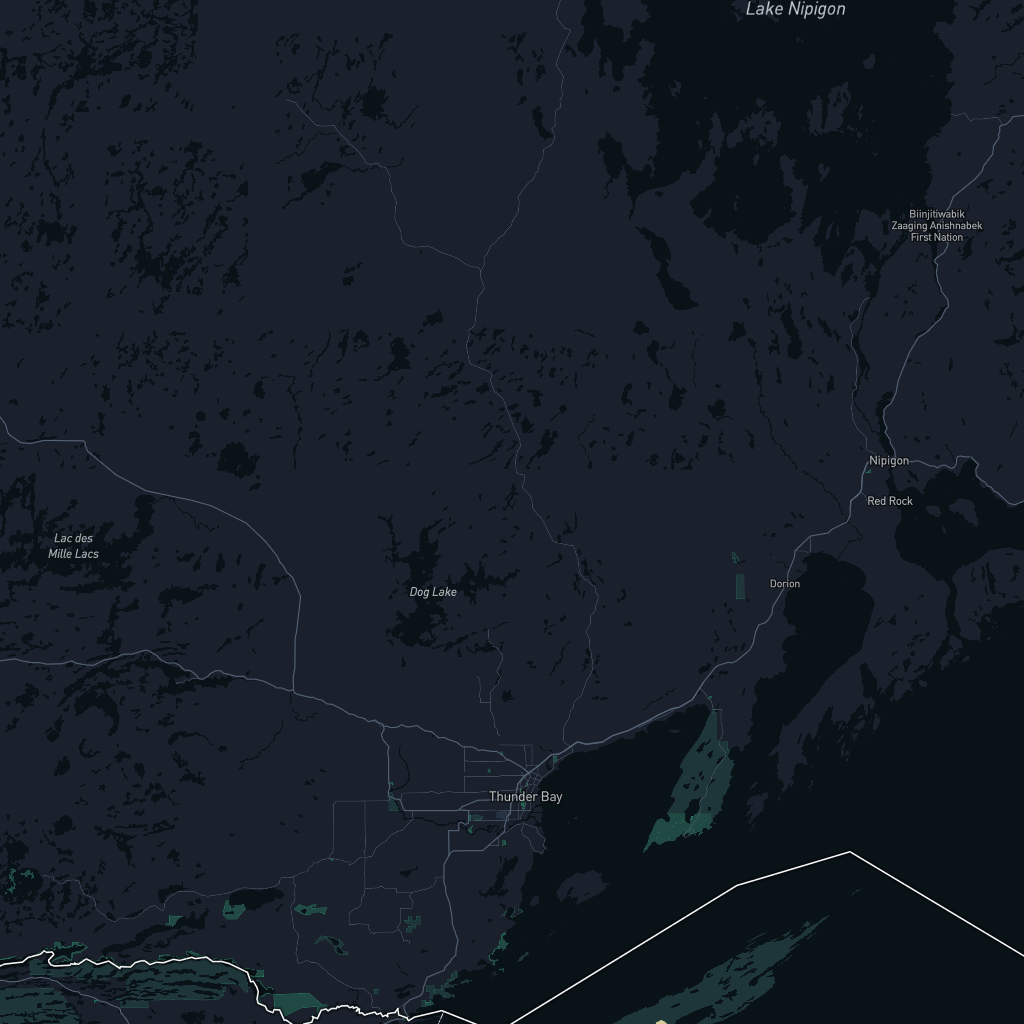 Lake Nipigon
Biinjitiwabik
Zaaging Anishnabek
First Nation
Nipigon
Red Rock
Lac des
Mille Lacs
Dog Lake
Dorion
Thunder Bay